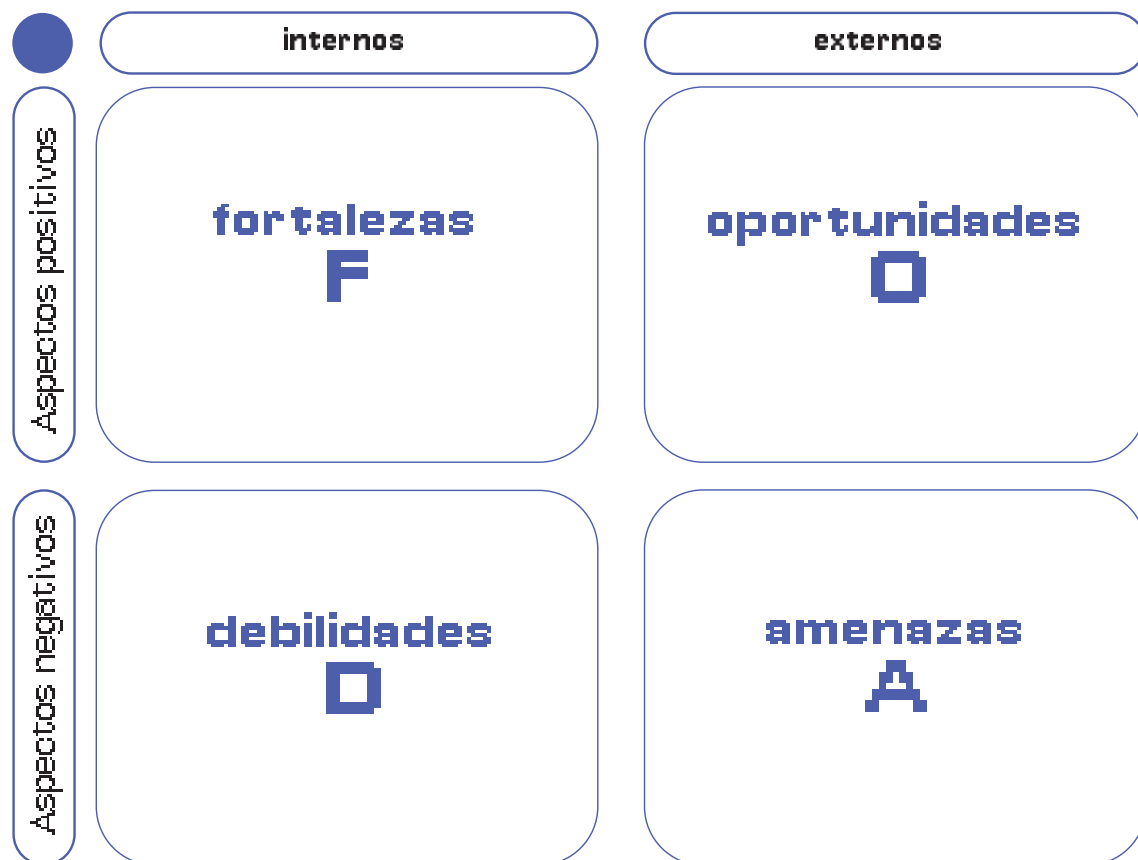 internos
externos
Aspectos positivos
fortalezas
F
oportunidades
O
Aspectos negativos
debilidades
D
amenazas
A